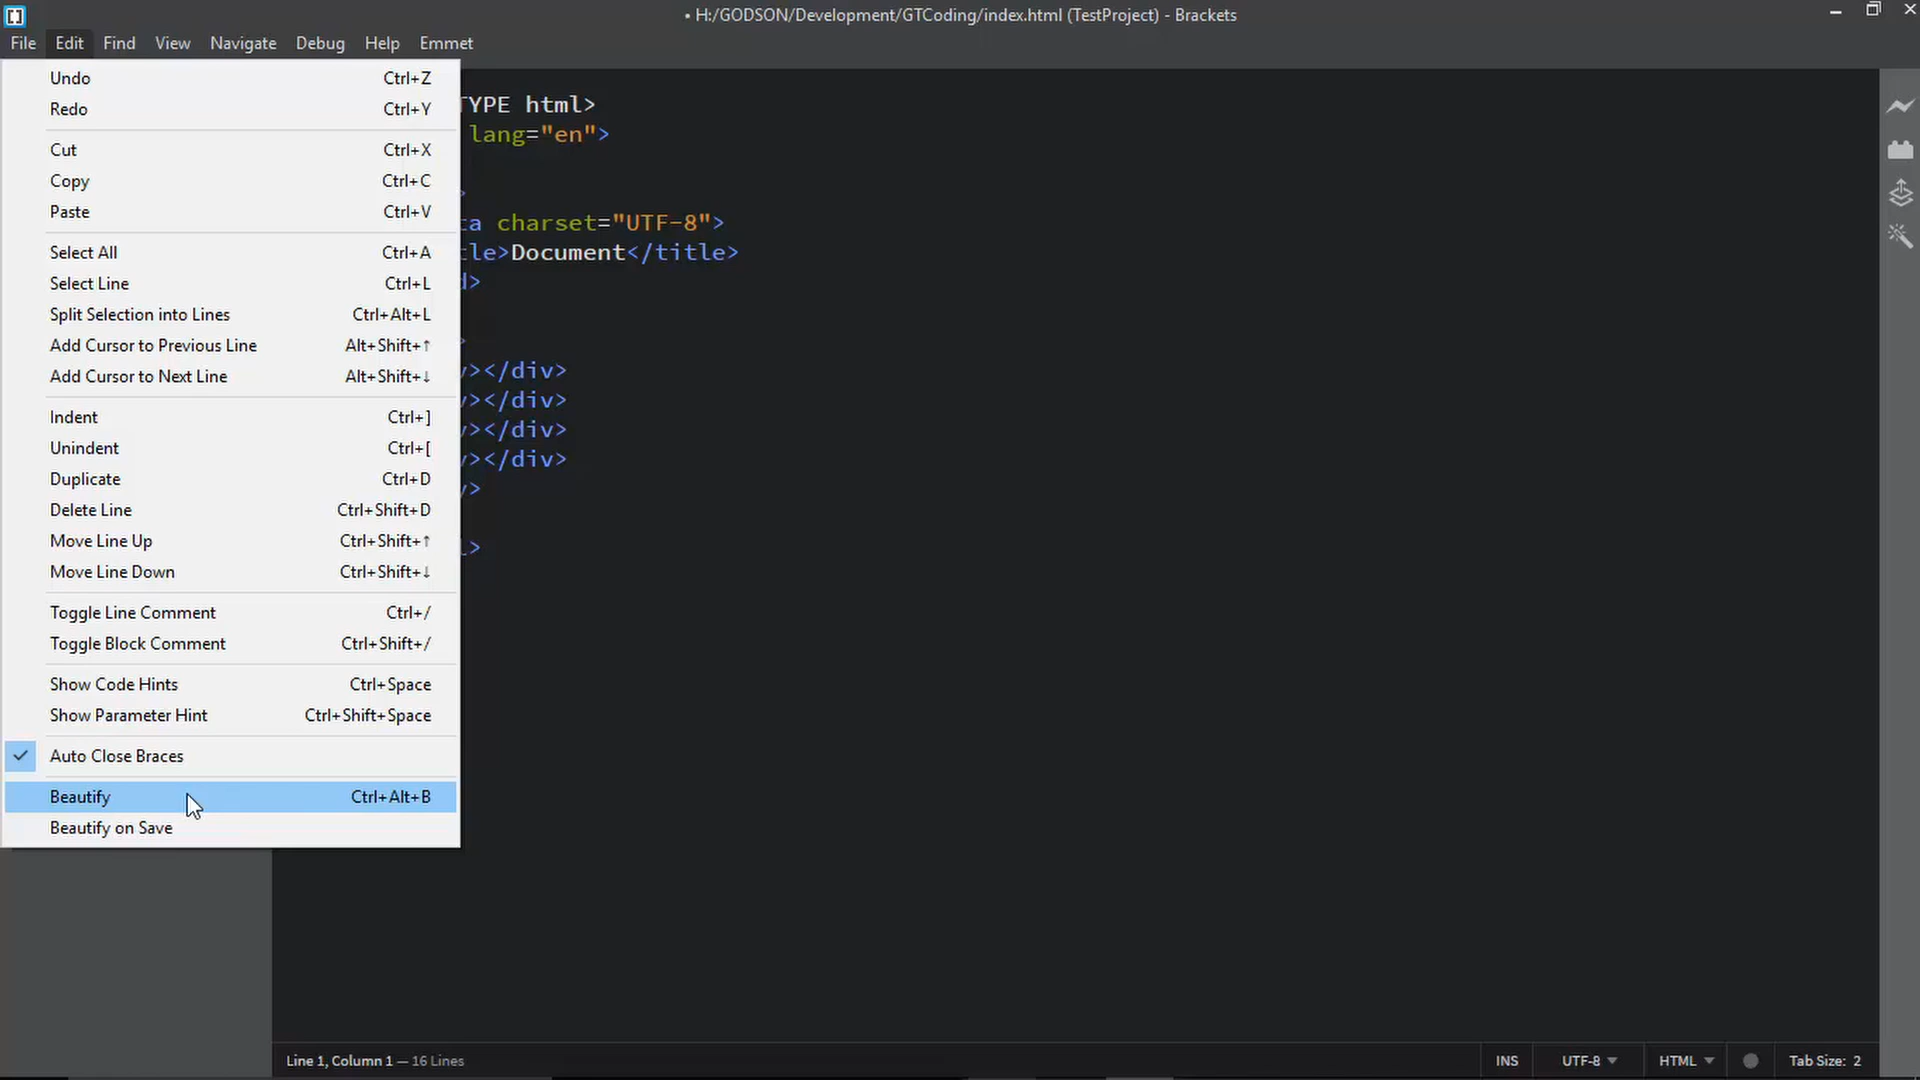 • H:/GODSON/Development/GTCoding/index.html (TestProject) - Brackets
File Edit Find View Navigate Debug Help Emmet
Undo Ctrl+Z
Redo Ctrl+Y
Cut Ctrl+X
Copy Ctrl+C
Paste Ctrl+V
Select All Ctrl+A
Select Line Ctrl+L
Split Selection into Lines Ctrl+Alt+L
Add Cursor to Previous Line Alt+Shift+↑
Add Cursor to Next Line Alt+Shift+↓
Indent Ctrl+]
Unindent Ctrl+[
Duplicate Ctrl+D
Delete Line Ctrl+Shift+D
Move Line Up Ctrl+Shift+↑
Move Line Down Ctrl+Shift+↓
Toggle Line Comment Ctrl+/
Toggle Block Comment Ctrl+Shift+/
Show Code Hints Ctrl+Space
Show Parameter Hint Ctrl+Shift+Space
Auto Close Braces
Beautify Ctrl+Alt+B
Beautify on Save
TYPE html>
lang="en">
>
ta charset="UTF-8">
tle>Document</title>
d>
>
></div>
></div>
></div>
></div>
>
>
Line 1, Column 1 — 16 Lines
INS UTF-8 HTML Tab Size: 2